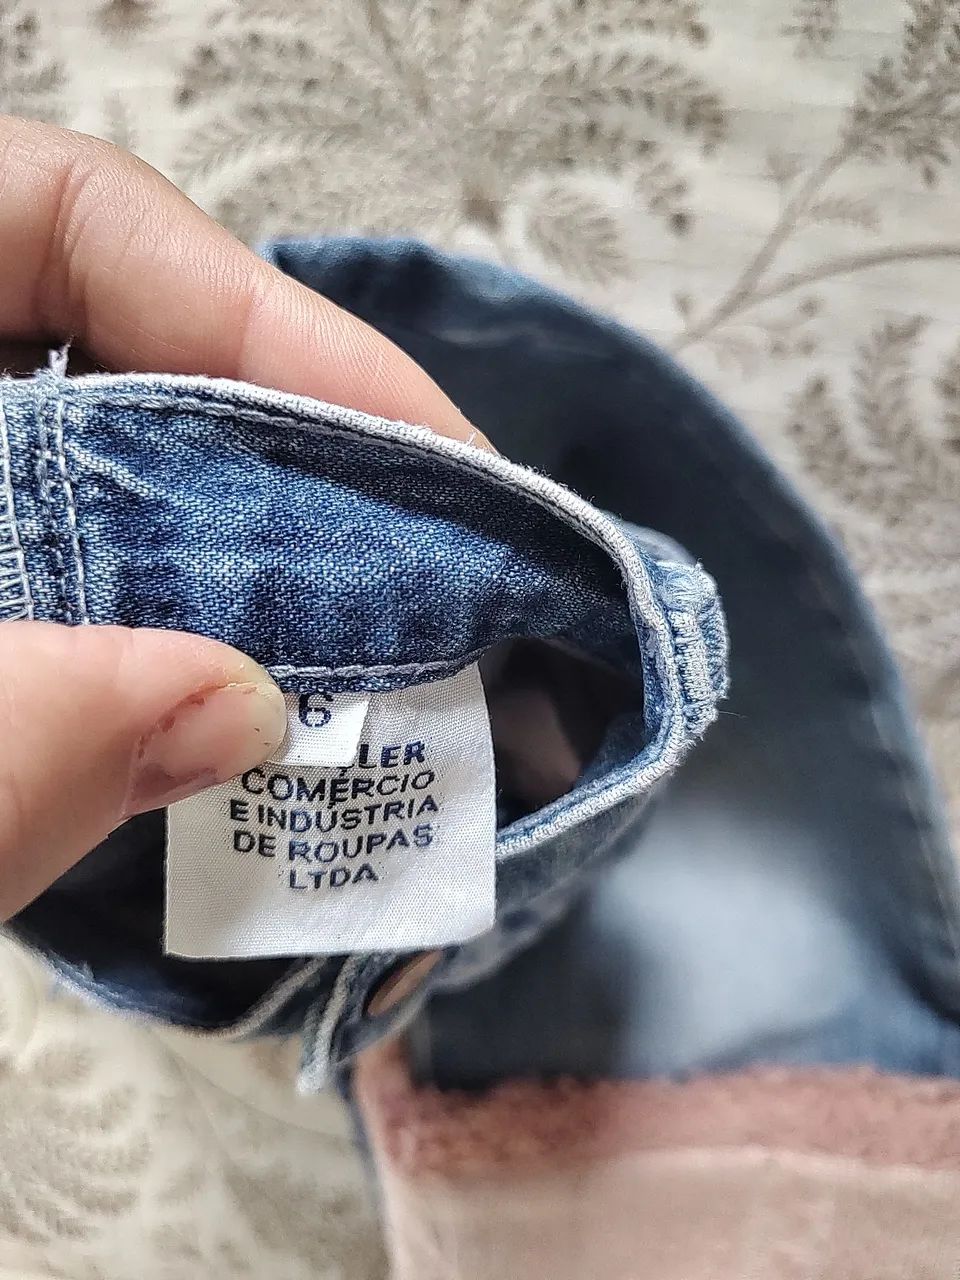 6
COMÉRCIO
E INDÚSTRIA
DE ROUPAS
LTDA